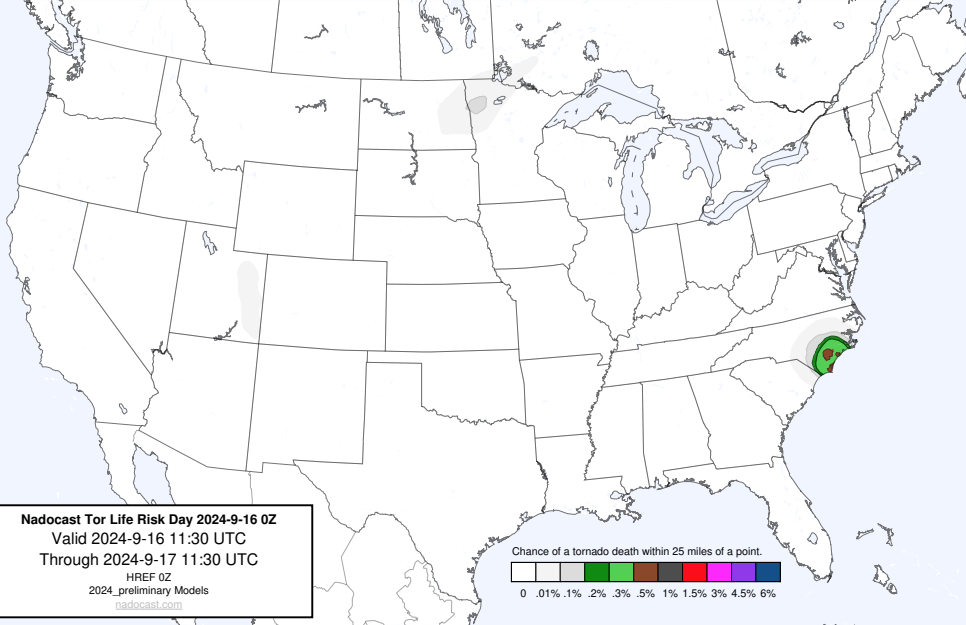 Nadocast Tor Life Risk Day 2024-9-16 0Z
Valid 2024-9-16 11:30 UTC
Through 2024-9-17 11:30 UTC
HREF 0Z
2024_preliminary Models
nadocast.com
Chance of a tornado death within 25 miles of a point.
0 .01% .1% .2% .3% .5% 1% 1.5% 3% 4.5% 6%